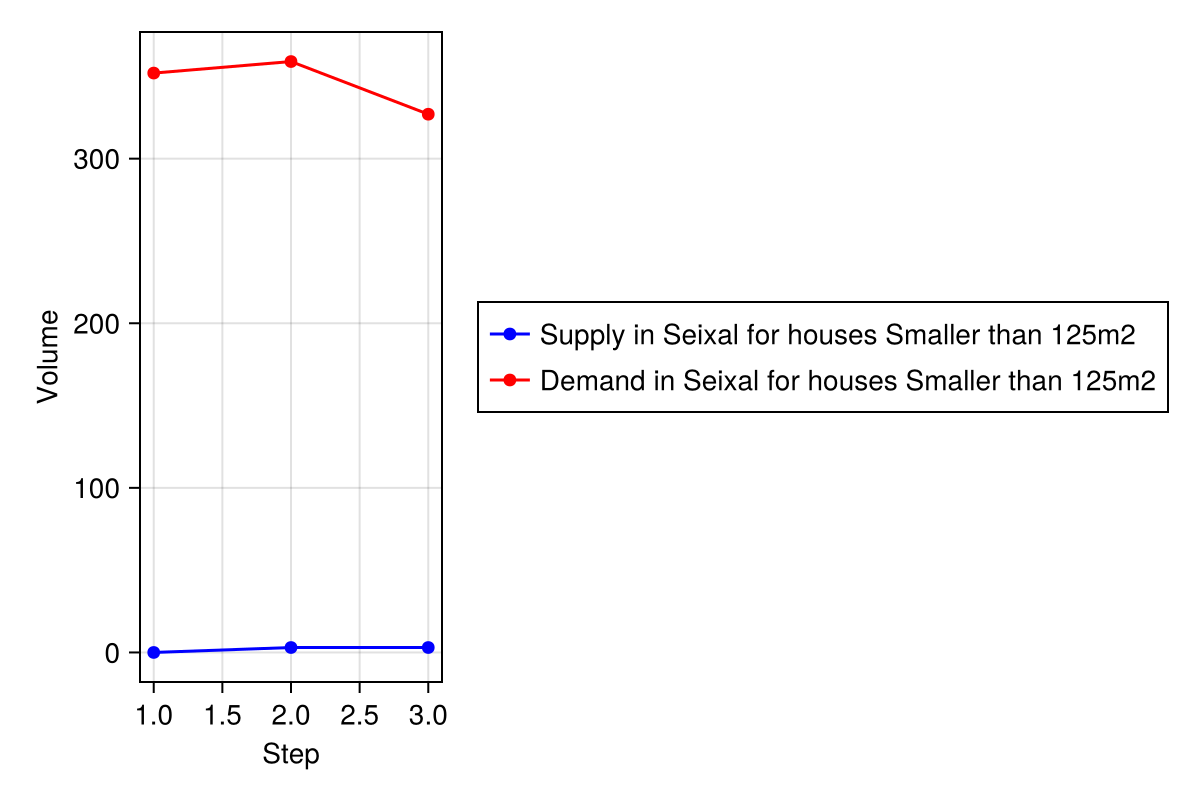 300
200
100
0
Volume
1.0 1.5 2.0 2.5 3.0
Step
Supply in Seixal for houses Smaller than 125m2
Demand in Seixal for houses Smaller than 125m2